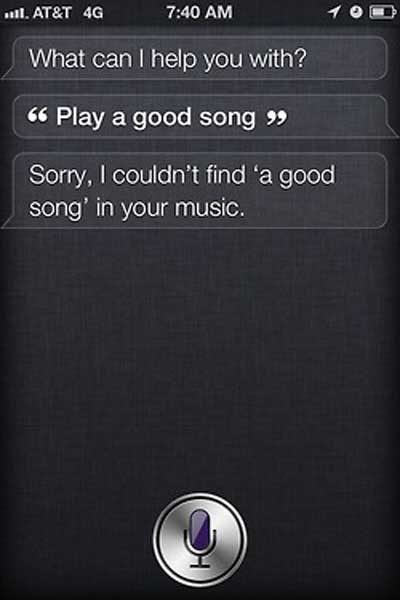 AT&T 4G 7:40 AM
What can I help you with?
“ Play a good song ”
Sorry, I couldn’t find ‘a good
song’ in your music.